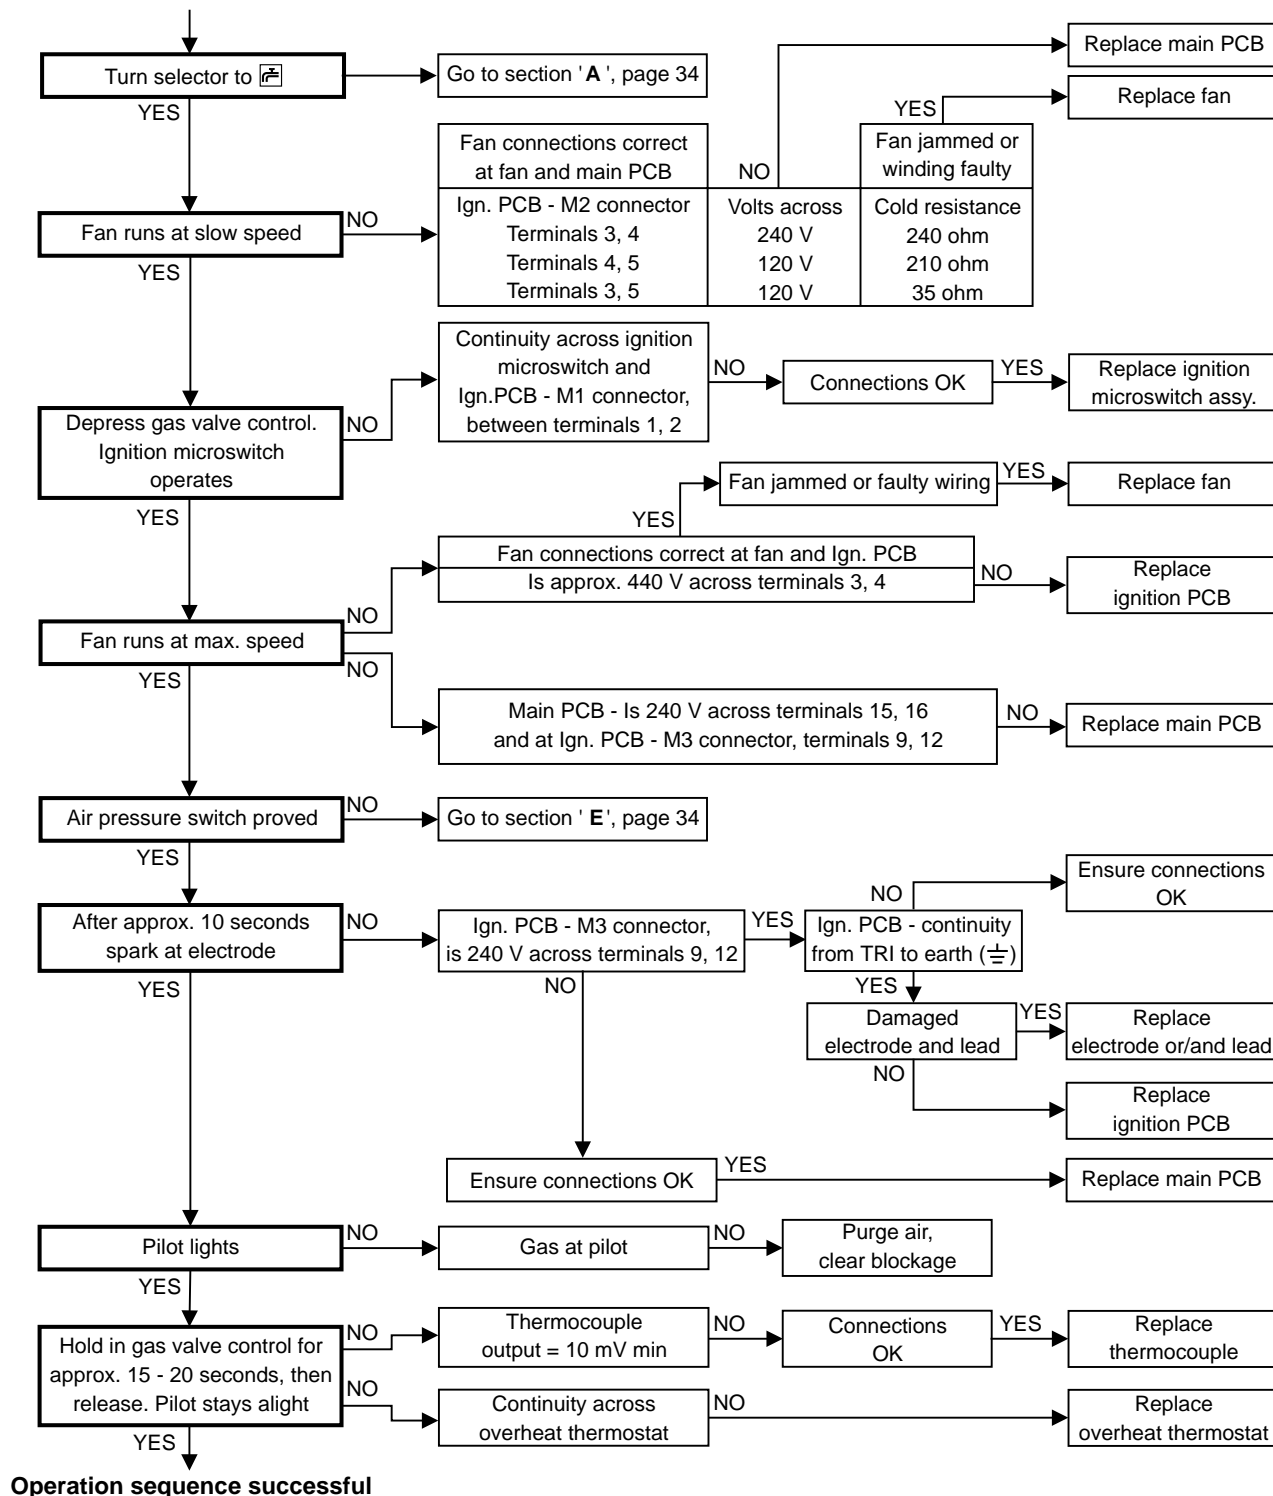 Replace main PCB
Turn selector to
Go to section 'A', page 34
Replace fan
YES
YES
Fan connections correct
at fan and main PCB
NO
Fan jammed or
winding faulty
Fan runs at slow speed
NO
Ign. PCB - M2 connector
Volts across
Cold resistance
Terminals 3, 4
240 V
240 ohm
Terminals 4, 5
120 V
210 ohm
Terminals 3, 5
120 V
35 ohm
YES
Depress gas valve control.
Ignition microswitch
operates
NO
Continuity across ignition
microswitch and
Ign.PCB - M1 connector,
between terminals 1, 2
NO
Connections OK
YES
Replace ignition
microswitch assy.
YES
Fan jammed or faulty wiring
YES
Replace fan
YES
Fan connections correct at fan and Ign. PCB
Is approx. 440 V across terminals 3, 4
NO
Replace
ignition PCB
Fan runs at max. speed
NO
NO
YES
Main PCB - Is 240 V across terminals 15, 16
and at Ign. PCB - M3 connector, terminals 9, 12
NO
Replace main PCB
Air pressure switch proved
NO
Go to section ' E', page 34
YES
After approx. 10 seconds
spark at electrode
NO
Ign. PCB - M3 connector,
is 240 V across terminals 9, 12
YES
Ign. PCB - continuity
from TRI to earth (⏚)
NO
Ensure connections
OK
YES
NO
YES
Damaged
electrode and lead
YES
Replace
electrode or/and lead
NO
Replace
ignition PCB
Ensure connections OK
YES
Replace main PCB
Pilot lights
NO
Gas at pilot
NO
Purge air,
clear blockage
YES
Hold in gas valve control for
approx. 15 - 20 seconds, then
release. Pilot stays alight
NO
Thermocouple
output = 10 mV min
NO
Connections
OK
YES
Replace
thermocouple
NO
Continuity across
overheat thermostat
NO
Replace
overheat thermostat
YES
Operation sequence successful